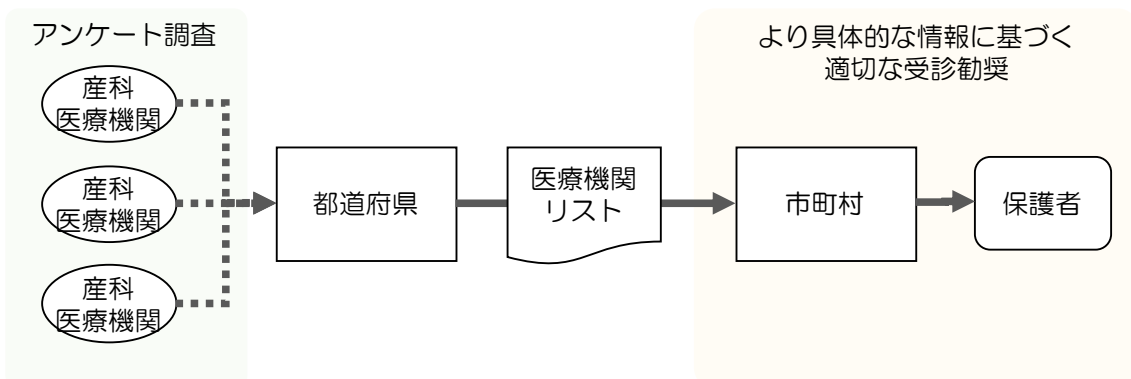 アンケート調査
産科
医療機関
産科
医療機関
産科
医療機関
都道府県
医療機関
リスト
より具体的な情報に基づく
適切な受診勧奨
市町村
保護者